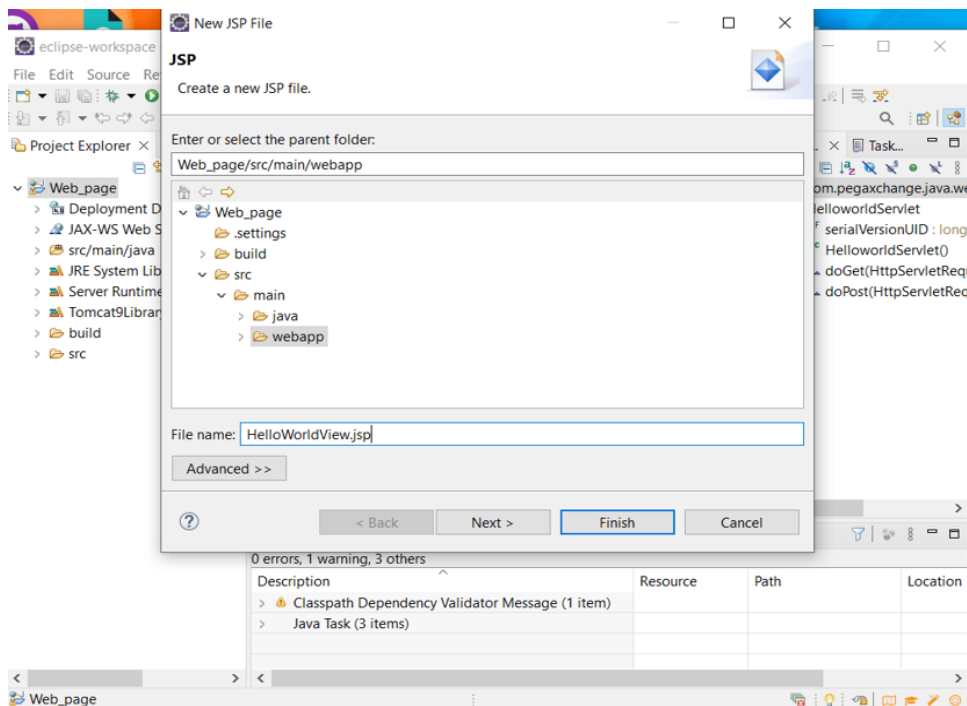 New JSP File
eclipse-workspace
JSP
File Edit Source Re
Create a new JSP file.
Enter or select the parent folder:
Project Explorer
Task...
Web_page/src/main/webapp
Web_page
Web_page
om.pegaxchange.java.we
Deployment D
.settings
elloworldServlet
JAX-WS Web S
build
serialVersionUID : long
src/main/java
src
HelloworldServlet()
JRE System Lib
main
doGet(HttpServletReq
Server Runtime
java
doPost(HttpServletReq
Tomcat9Librar
webapp
build
src
File name: HelloWorldView.jsp
Advanced >>
< Back Next > Finish Cancel
0 errors, 1 warning, 3 others
Description Resource Path Location
Classpath Dependency Validator Message (1 item)
Java Task (3 items)
Web_page